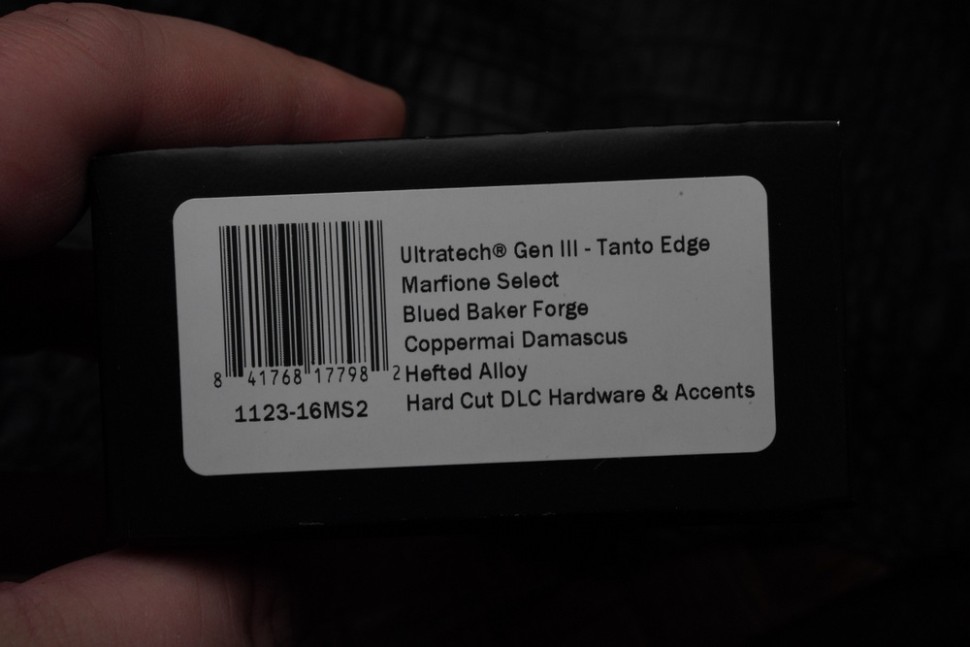 Ultratech® Gen III - Tanto Edge
Marfione Select
Blued Baker Forge
Coppermai Damascus
Hefted Alloy
Hard Cut DLC Hardware & Accents
8 41768 17798 2
1123-16MS2